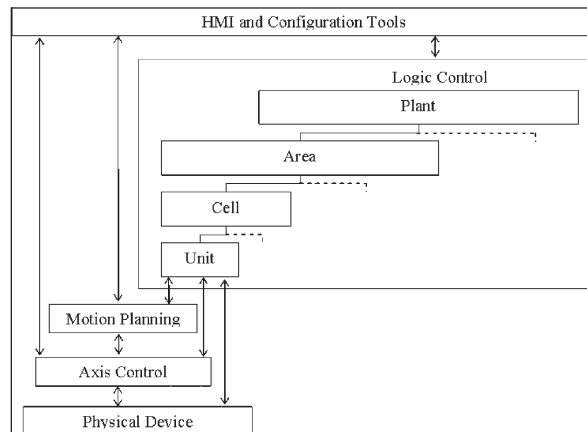 HMI and Configuration Tools
Logic Control
Plant
Area
Cell
Unit
Motion Planning
Axis Control
Physical Device